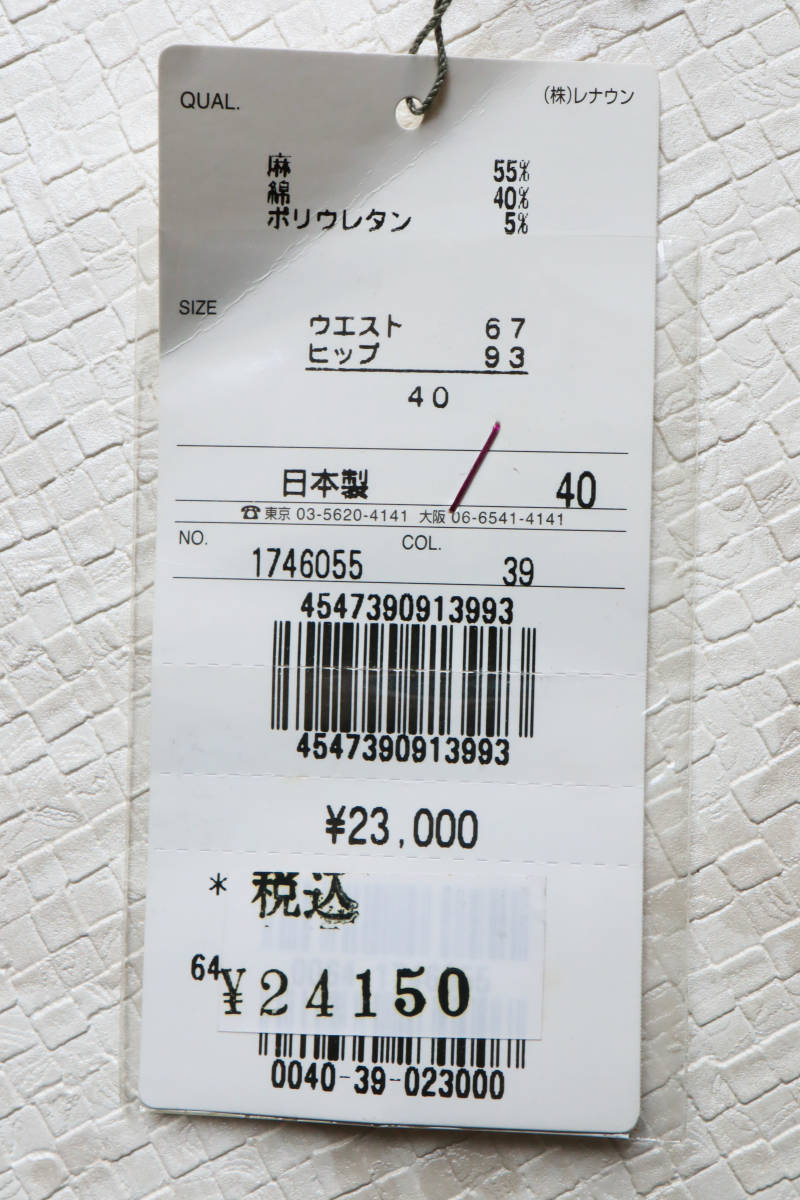 QUAL. (株)レナウン
麻 55%
綿 40%
ポリウレタン 5%
SIZE
ウエスト 67
ヒップ 93
40
日本製 40
☎東京 03-5620-4141 大阪 06-6541-4141
NO. 1746055 COL. 39
4547390913993
4547390913993
¥23,000
* 税込
64 ¥24150
0040-39-023000